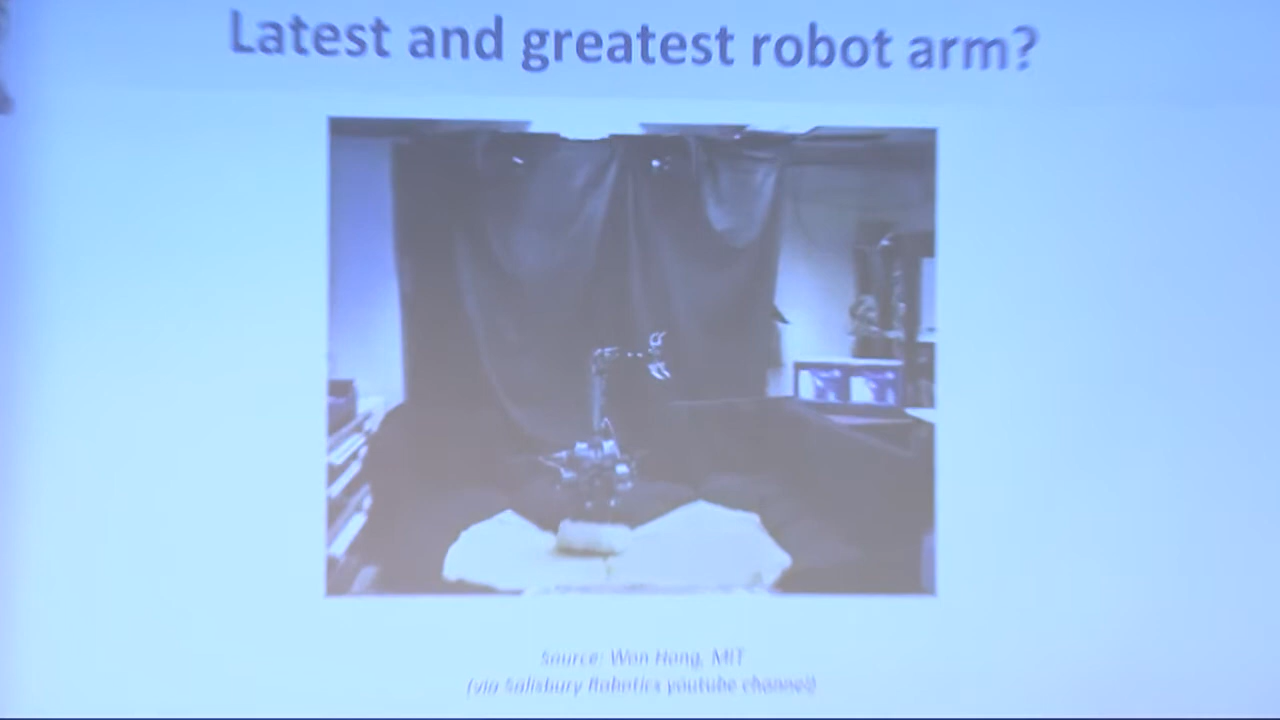 Latest and greatest robot arm?
Source: Won Hong, MIT
(via Salisbury Robotics youtube channel)